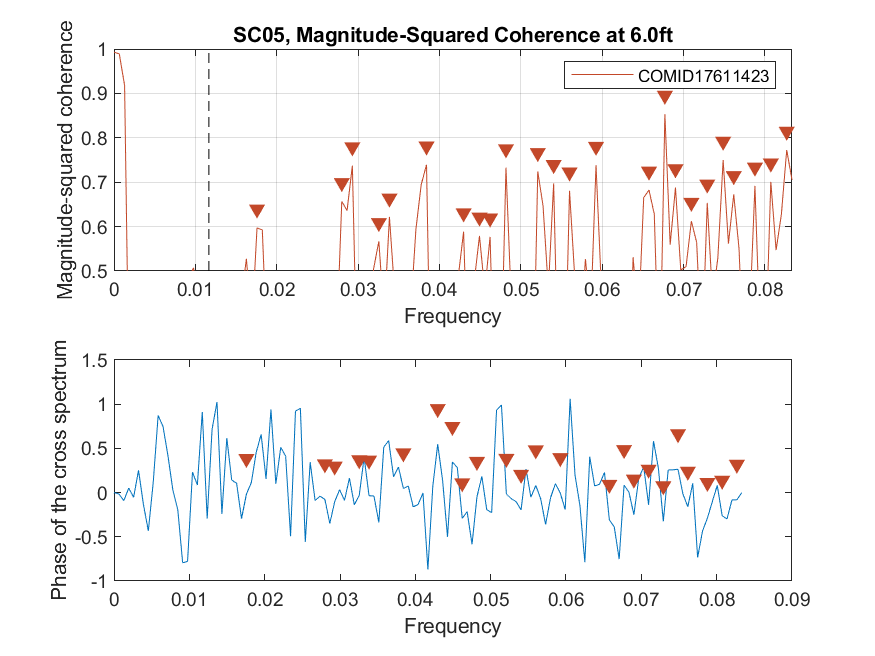 SC05, Magnitude-Squared Coherence at 6.0ft
Magnitude-squared coherence
1
0.9
0.8
0.7
0.6
0.5
COMID17611423
0 0.01 0.02 0.03 0.04 0.05 0.06 0.07 0.08
Frequency
Phase of the cross spectrum
1.5
1
0.5
0
-0.5
-1
0 0.01 0.02 0.03 0.04 0.05 0.06 0.07 0.08 0.09
Frequency